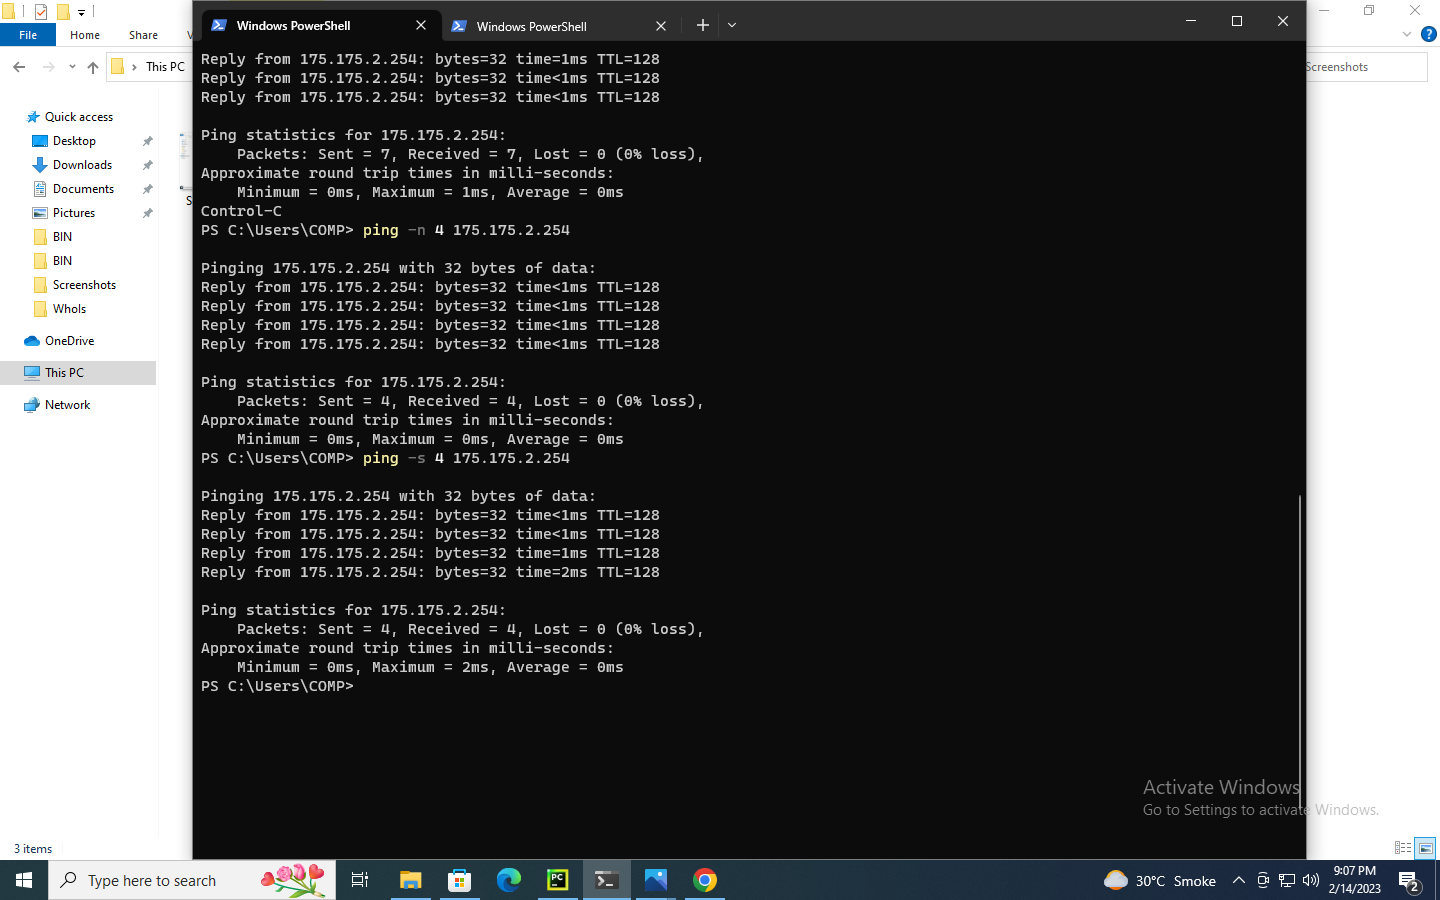 Windows PowerShell
Windows PowerShell
File
Home
Share
This PC
Screenshots
Quick access
Desktop
Downloads
Documents
Pictures
BIN
BIN
Screenshots
WhoIs
OneDrive
This PC
Network
3 items
Reply from 175.175.2.254: bytes=32 time=1ms TTL=128
Reply from 175.175.2.254: bytes=32 time<1ms TTL=128
Reply from 175.175.2.254: bytes=32 time<1ms TTL=128
Ping statistics for 175.175.2.254:
Packets: Sent = 7, Received = 7, Lost = 0 (0% loss),
Approximate round trip times in milli-seconds:
Minimum = 0ms, Maximum = 1ms, Average = 0ms
Control-C
PS C:\Users\COMP> ping -n 4 175.175.2.254
Pinging 175.175.2.254 with 32 bytes of data:
Reply from 175.175.2.254: bytes=32 time<1ms TTL=128
Reply from 175.175.2.254: bytes=32 time<1ms TTL=128
Reply from 175.175.2.254: bytes=32 time<1ms TTL=128
Reply from 175.175.2.254: bytes=32 time<1ms TTL=128
Ping statistics for 175.175.2.254:
Packets: Sent = 4, Received = 4, Lost = 0 (0% loss),
Approximate round trip times in milli-seconds:
Minimum = 0ms, Maximum = 0ms, Average = 0ms
PS C:\Users\COMP> ping -s 4 175.175.2.254
Pinging 175.175.2.254 with 32 bytes of data:
Reply from 175.175.2.254: bytes=32 time<1ms TTL=128
Reply from 175.175.2.254: bytes=32 time<1ms TTL=128
Reply from 175.175.2.254: bytes=32 time=1ms TTL=128
Reply from 175.175.2.254: bytes=32 time=2ms TTL=128
Ping statistics for 175.175.2.254:
Packets: Sent = 4, Received = 4, Lost = 0 (0% loss),
Approximate round trip times in milli-seconds:
Minimum = 0ms, Maximum = 2ms, Average = 0ms
PS C:\Users\COMP>
Activate Windows
Go to Settings to activate Windows.
Type here to search
PC
30°C Smoke
9:07 PM
2/14/2023
2